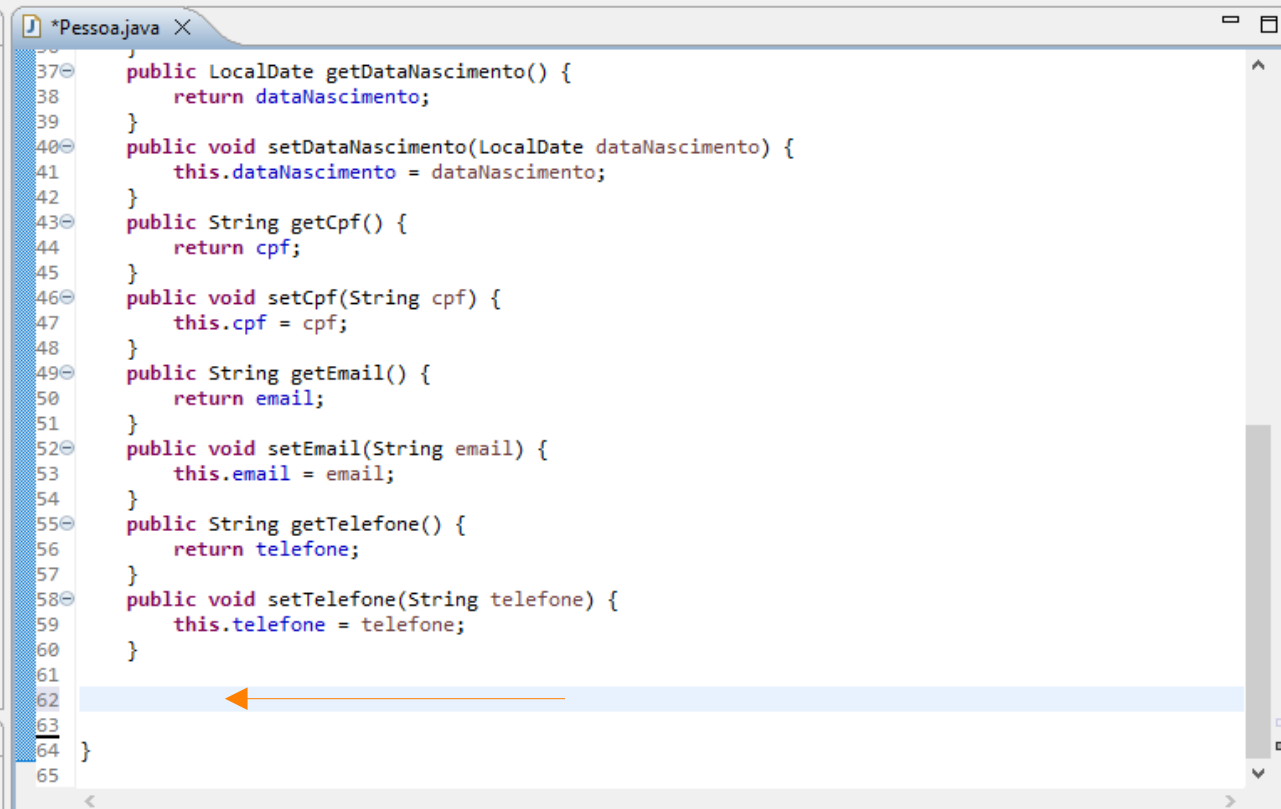 *Pessoa.java
37 public LocalDate getDataNascimento() {
38 return dataNascimento;
39 }
40 public void setDataNascimento(LocalDate dataNascimento) {
41 this.dataNascimento = dataNascimento;
42 }
43 public String getCpf() {
44 return cpf;
45 }
46 public void setCpf(String cpf) {
47 this.cpf = cpf;
48 }
49 public String getEmail() {
50 return email;
51 }
52 public void setEmail(String email) {
53 this.email = email;
54 }
55 public String getTelefone() {
56 return telefone;
57 }
58 public void setTelefone(String telefone) {
59 this.telefone = telefone;
60 }
61
62
63
64 }
65